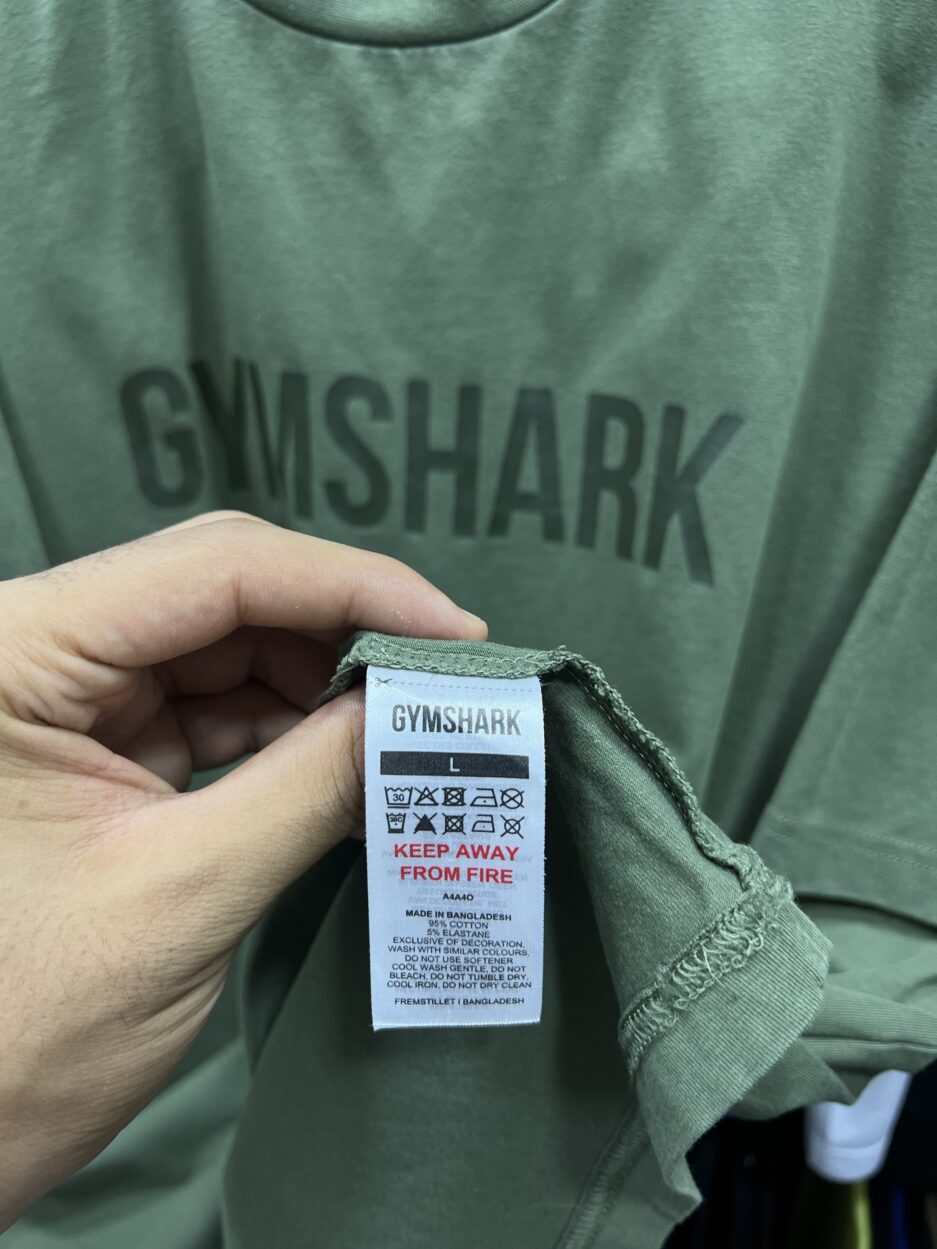 GYMSHARK
GYMSHARK
L
30
KEEP AWAY
FROM FIRE
A4A4O
MADE IN BANGLADESH
95% COTTON
5% ELASTANE
EXCLUSIVE OF DECORATION,
WASH WITH SIMILAR COLOURS,
DO NOT USE SOFTENER
COOL WASH GENTLE, DO NOT
BLEACH, DO NOT TUMBLE DRY,
COOL IRON, DO NOT DRY CLEAN
FREMSTILLET I BANGLADESH